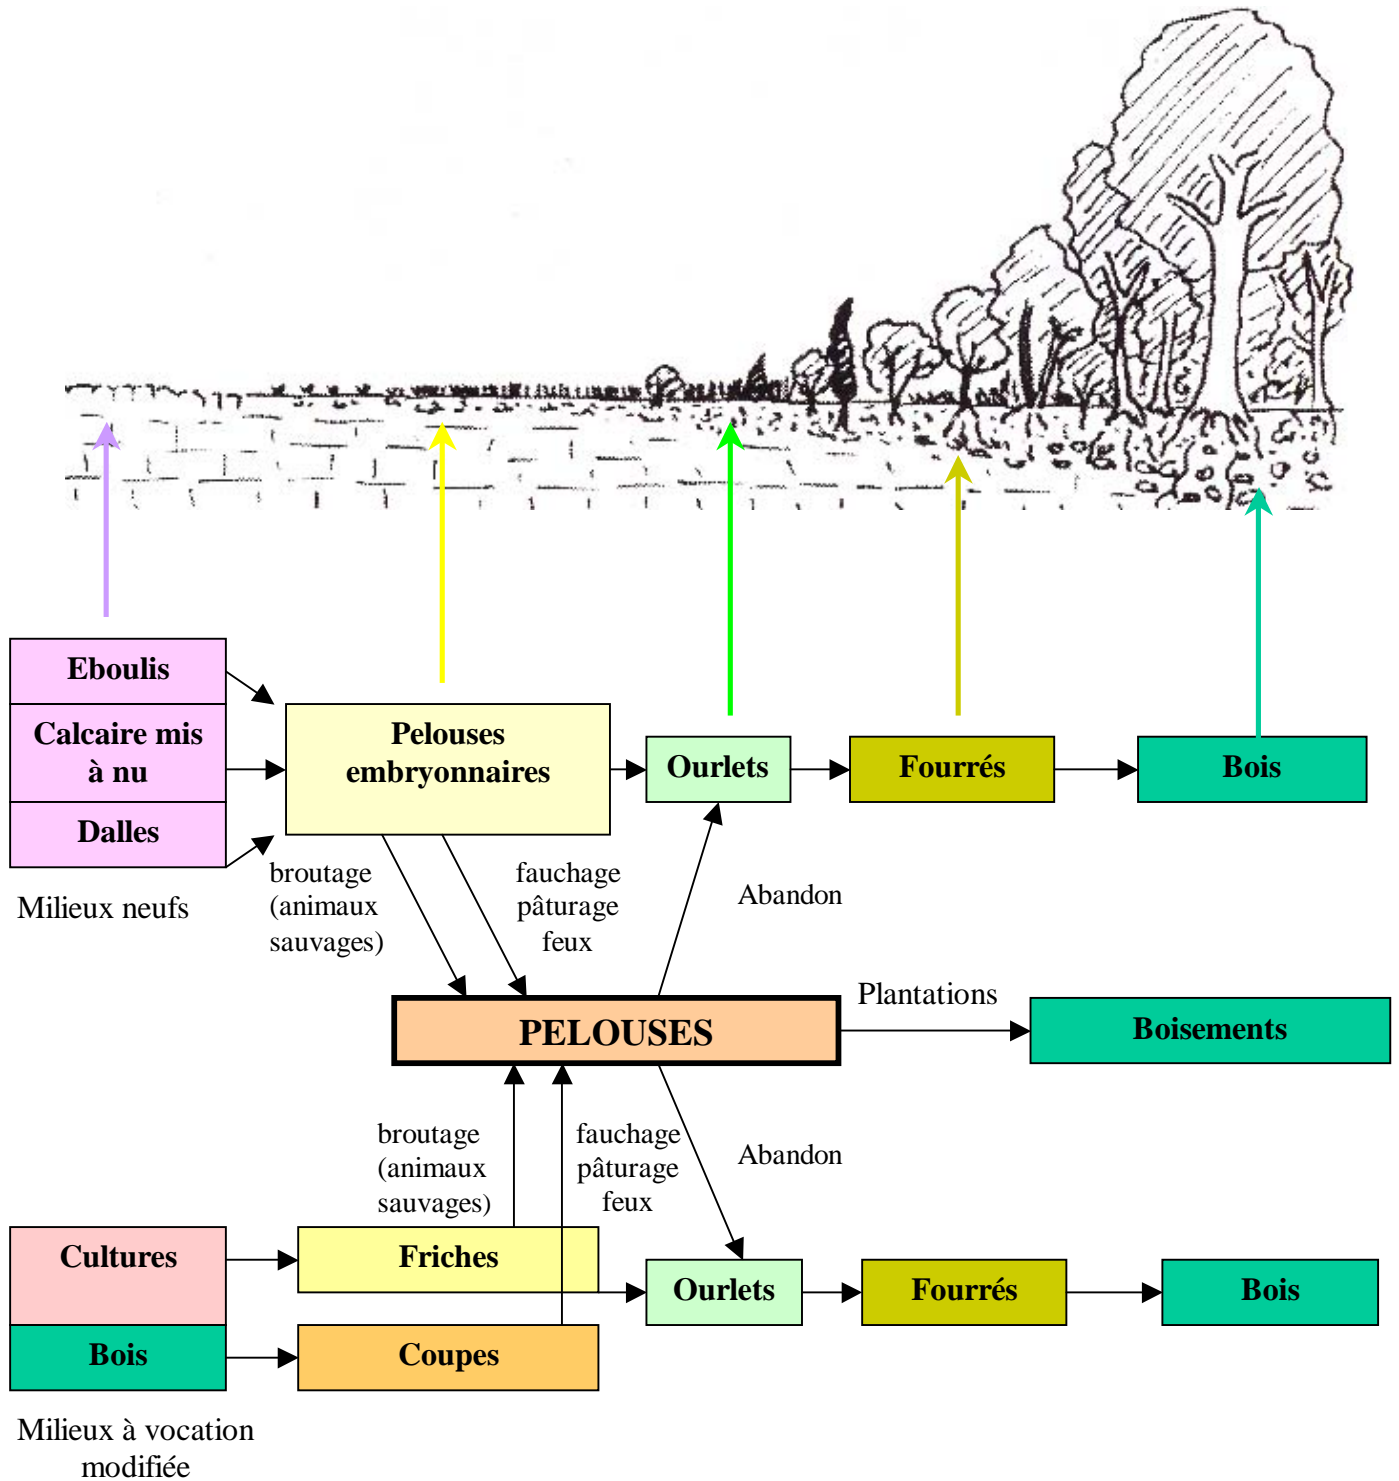 Eboulis
Calcaire mis
à nu
Dalles
Milieux neufs
Pelouses
embryonnaires
Ourlets
Fourrés
Bois
broutage
(animaux
sauvages)
fauchage
pâturage
feux
Abandon
PELOUSES
Plantations
Boisements
broutage
(animaux
sauvages)
fauchage
pâturage
feux
Abandon
Cultures
Friches
Ourlets
Fourrés
Bois
Bois
Coupes
Milieux à vocation
modifiée